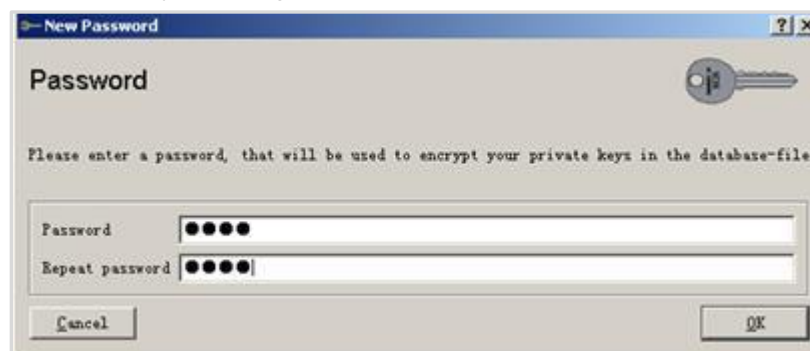 New Password
Password
Please enter a password, that will be used to encrypt your private keys in the database-file
Password ●●●●
Repeat password ●●●●
Cancel
OK